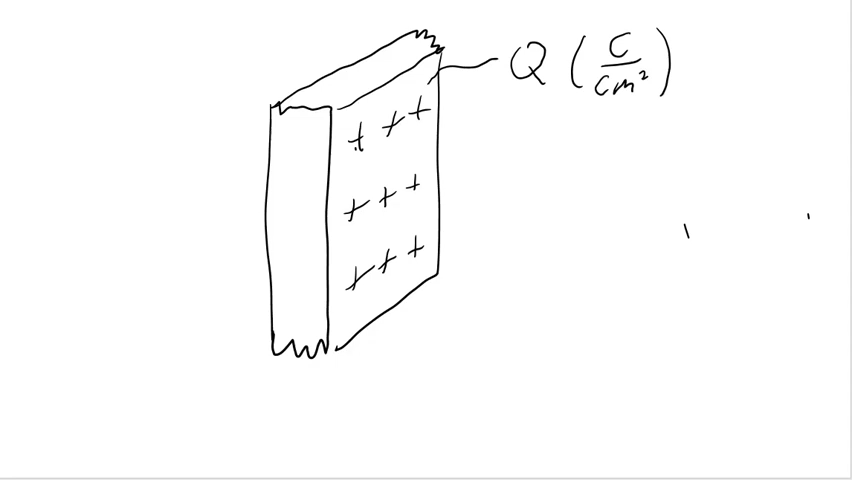 Q (C/cm²)
+ + +
+ + +
+ + +